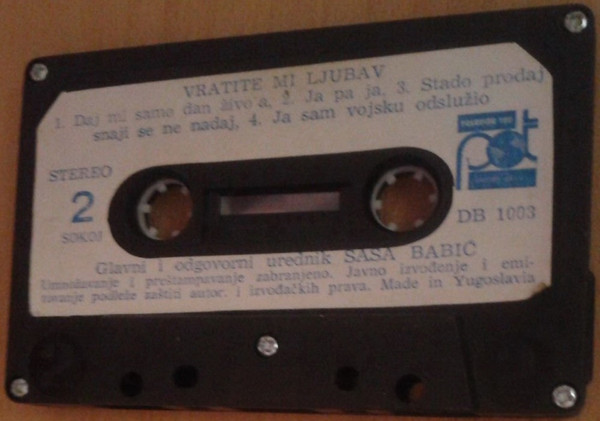 VRATITE MI LJUBAV
1. Daj mi samo dan živo a, 2. Ja pa ja, 3. Stado prodaj
snaji se ne nadaj, 4. Ja sam vojsku odslužio
STEREO
2
SOKOJ
pgt
DB 1003
Glavni i odgovorni urednik SAŠA BABIĆ
Umnožavanje i preštampavanje zabranjeno. Javno izvođenje i emi-
tovanje podleže zaštiti autor. i izvođačkih prava. Made in Yugoslavia